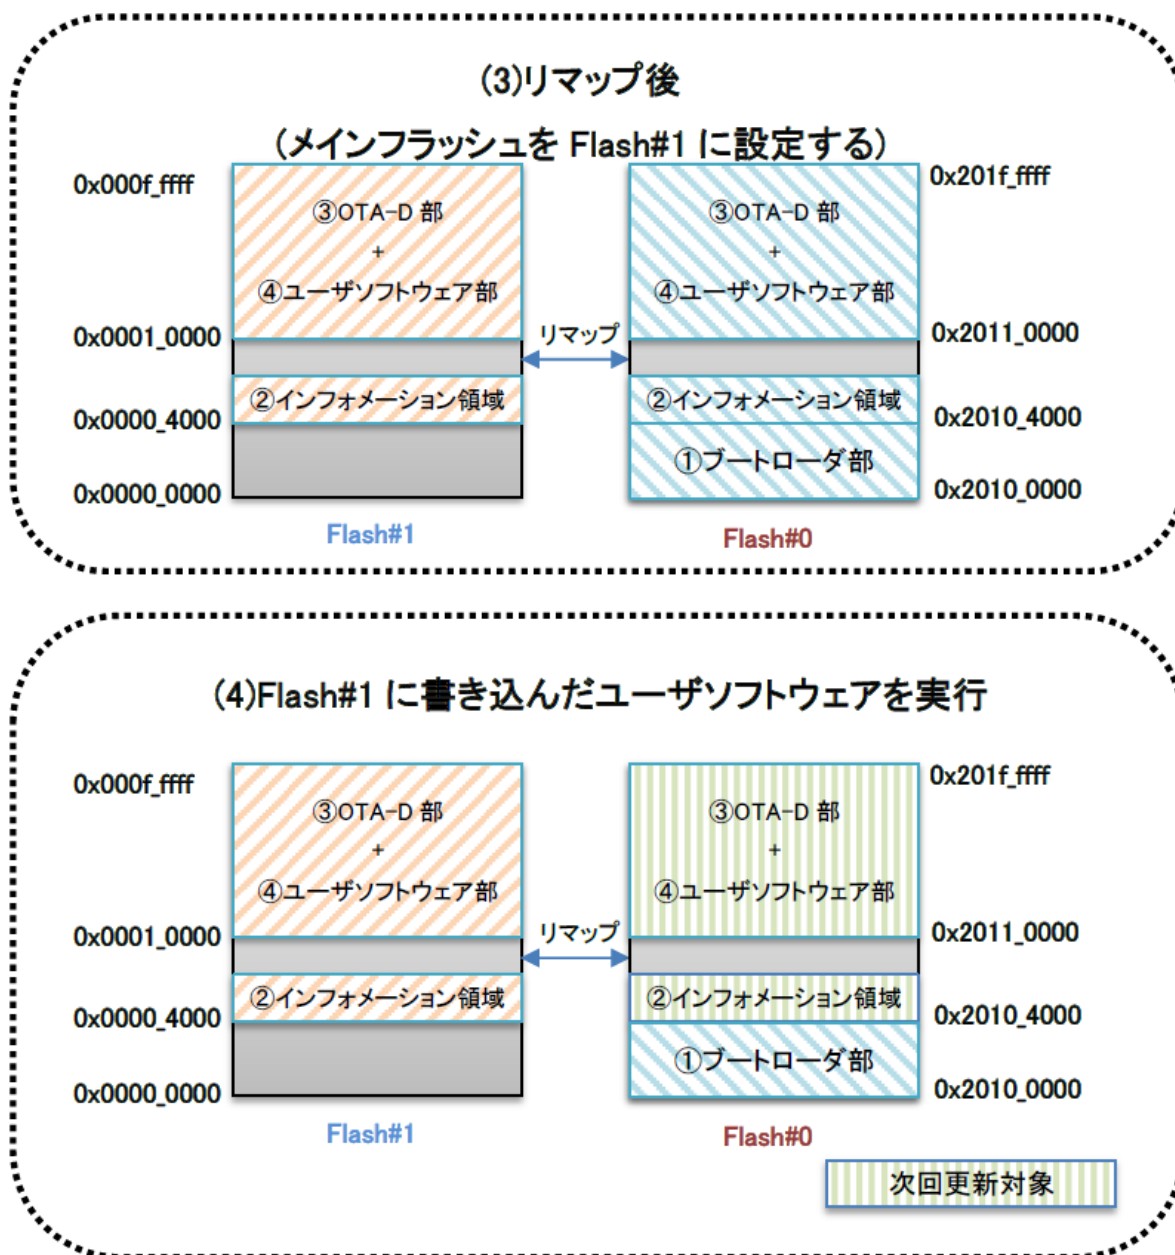 (3)リマップ後
(メインフラッシュを Flash#1 に設定する)
0x000f_ffff
③OTA-D 部
+
④ユーザソフトウェア部
0x0001_0000
②インフォメーション領域
0x0000_4000
0x0000_0000
Flash#1
リマップ
0x201f_ffff
③OTA-D 部
+
④ユーザソフトウェア部
0x2011_0000
②インフォメーション領域
0x2010_4000
①ブートローダ部
0x2010_0000
Flash#0
(4)Flash#1 に書き込んだユーザソフトウェアを実行
0x000f_ffff
③OTA-D 部
+
④ユーザソフトウェア部
0x0001_0000
②インフォメーション領域
0x0000_4000
0x0000_0000
Flash#1
リマップ
0x201f_ffff
③OTA-D 部
+
④ユーザソフトウェア部
0x2011_0000
②インフォメーション領域
0x2010_4000
①ブートローダ部
0x2010_0000
Flash#0
次回更新対象